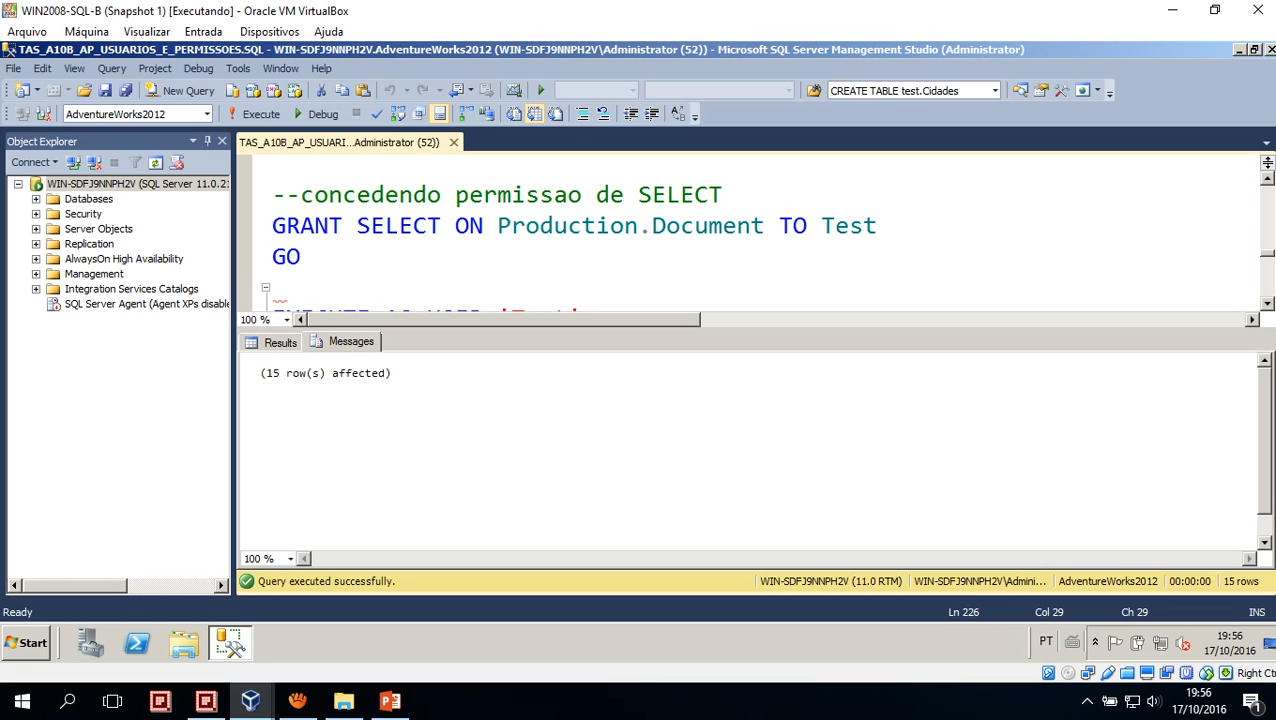 WIN2008-SQL-B (Snapshot 1) [Executando] - Oracle VM VirtualBox
Arquivo Máquina Visualizar Entrada Dispositivos Ajuda
TAS_A10B_AP_USUARIOS_E_PERMISSOES.SQL - WIN-SDFJ9NNPH2V.AdventureWorks2012 (WIN-SDFJ9NNPH2V\Administrator (52)) - Microsoft SQL Server Management Studio (Administrator)
File Edit View Query Project Debug Tools Window Help
New Query CREATE TABLE test.Cidades
AdventureWorks2012 Execute Debug
Object Explorer
TAS_A10B_AP_USUARI...Administrator (52))
Connect
WIN-SDFJ9NNPH2V (SQL Server 11.0.21
Databases
Security
Server Objects
Replication
AlwaysOn High Availability
Management
Integration Services Catalogs
SQL Server Agent (Agent XPs disable
--concedendo permissao de SELECT
GRANT SELECT ON Production.Document TO Test
GO
100 %
Results Messages
(15 row(s) affected)
100 %
Query executed successfully. WIN-SDFJ9NNPH2V (11.0 RTM) WIN-SDFJ9NNPH2V\Admini... AdventureWorks2012 00:00:00 15 rows
Ready Ln 226 Col 29 Ch 29 INS
Start PT 19:56
17/10/2016
Right Ctr
19:56
17/10/2016
1